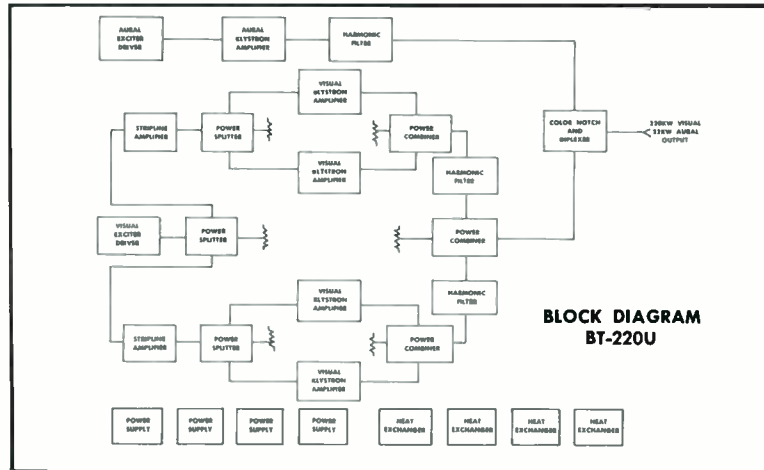 AURAL
EXCITER
DRIVER
AURAL
KLYSTRON
AMPLIFIER
HARMONIC
FILTER
VISUAL
KLYSTRON
AMPLIFIER
STRIPLINE
AMPLIFIER
POWER
SPLITTER
POWER
COMBINER
COLOR NOTCH
AND
DIPLEXER
220KW VISUAL
22KW AURAL
OUTPUT
VISUAL
KLYSTRON
AMPLIFIER
HARMONIC
FILTER
VISUAL
EXCITER
DRIVER
POWER
SPLITTER
POWER
COMBINER
VISUAL
KLYSTRON
AMPLIFIER
HARMONIC
FILTER
STRIPLINE
AMPLIFIER
POWER
SPLITTER
POWER
COMBINER
BLOCK DIAGRAM
BT-220U
VISUAL
KLYSTRON
AMPLIFIER
POWER
SUPPLY
POWER
SUPPLY
POWER
SUPPLY
POWER
SUPPLY
HEAT
EXCHANGER
HEAT
EXCHANGER
HEAT
EXCHANGER
HEAT
EXCHANGER